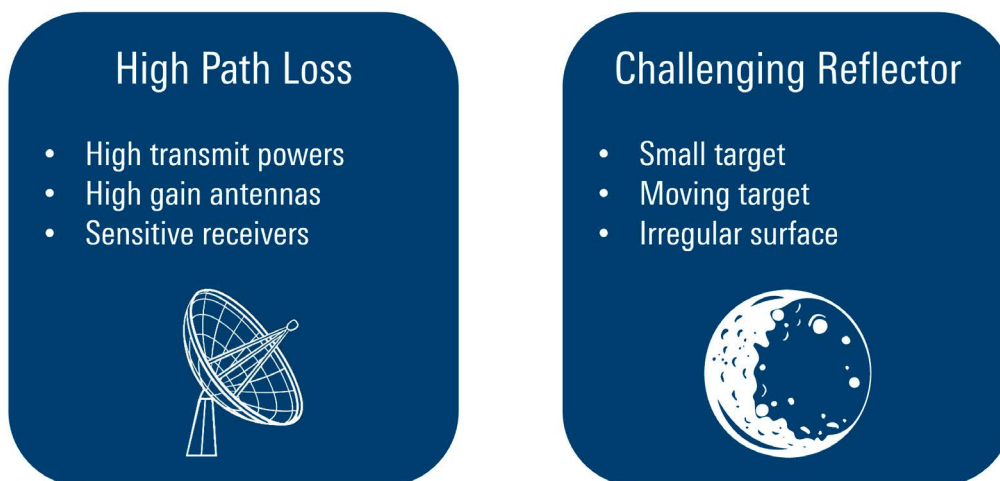 High Path Loss
• High transmit powers
• High gain antennas
• Sensitive receivers
Challenging Reflector
• Small target
• Moving target
• Irregular surface